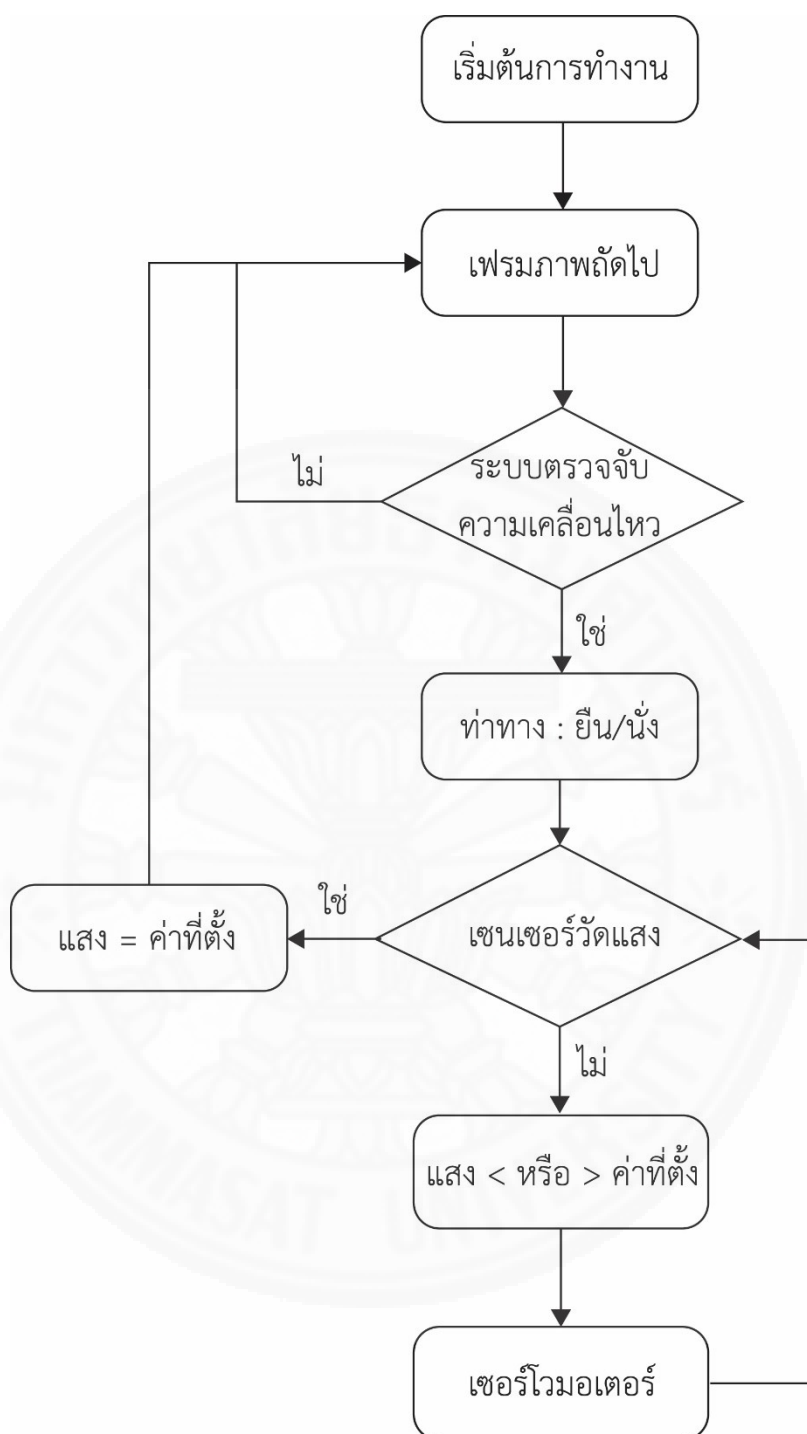 เริ่มต้นการทำงาน
เฟรมภาพถัดไป
ไม่
ระบบตรวจจับ
ความเคลื่อนไหว
ใช่
ท่าทาง : ยืน/นั่ง
แสง = ค่าที่ตั้ง
ใช่
เซนเซอร์วัดแสง
ไม่
แสง < หรือ > ค่าที่ตั้ง
เซอร์โวมอเตอร์
THAMMASAT UNIVERSITY